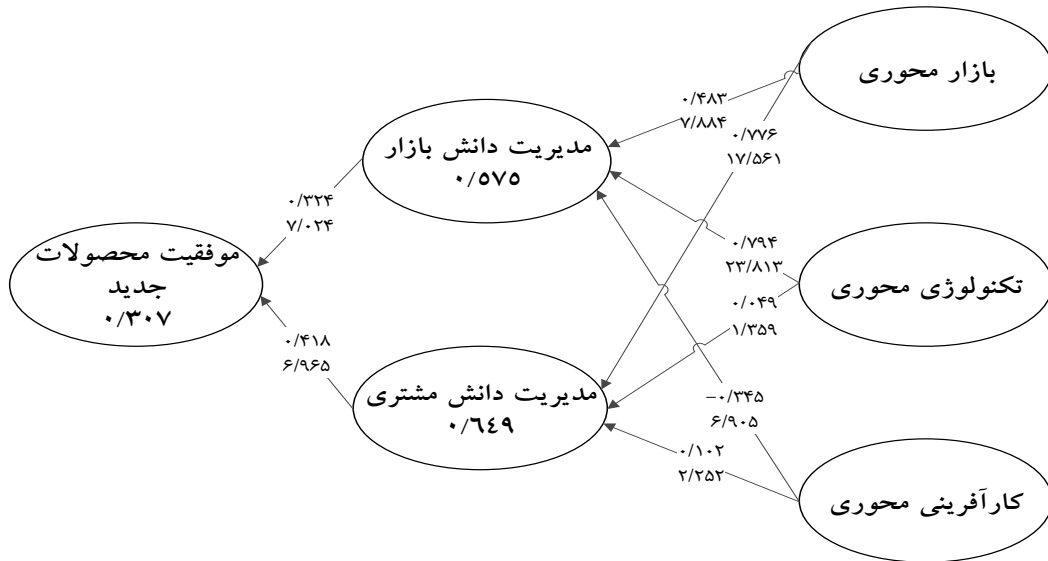 بازار محوری
۰/۴۸۳
۷/۸۸۴
۰/۷۷۶
۱۷/۵۶۱
مدیریت دانش بازار
۰/۵۷۵
۰/۳۲۴
۷/۰۲۴
۰/۷۹۴
۲۳/۸۱۳
تکنولوژی محوری
موفقیت محصولات
جدید
۰/۳۰۷
۰/۰۴۹
۱/۳۵۹
۰/۴۱۸
۶/۹۶۵
مدیریت دانش مشتری
۰/٦٤٩
−۰/۳۴۵
۶/۹۰۵
۰/۱۰۲
۲/۲۵۲
کارآفرینی محوری